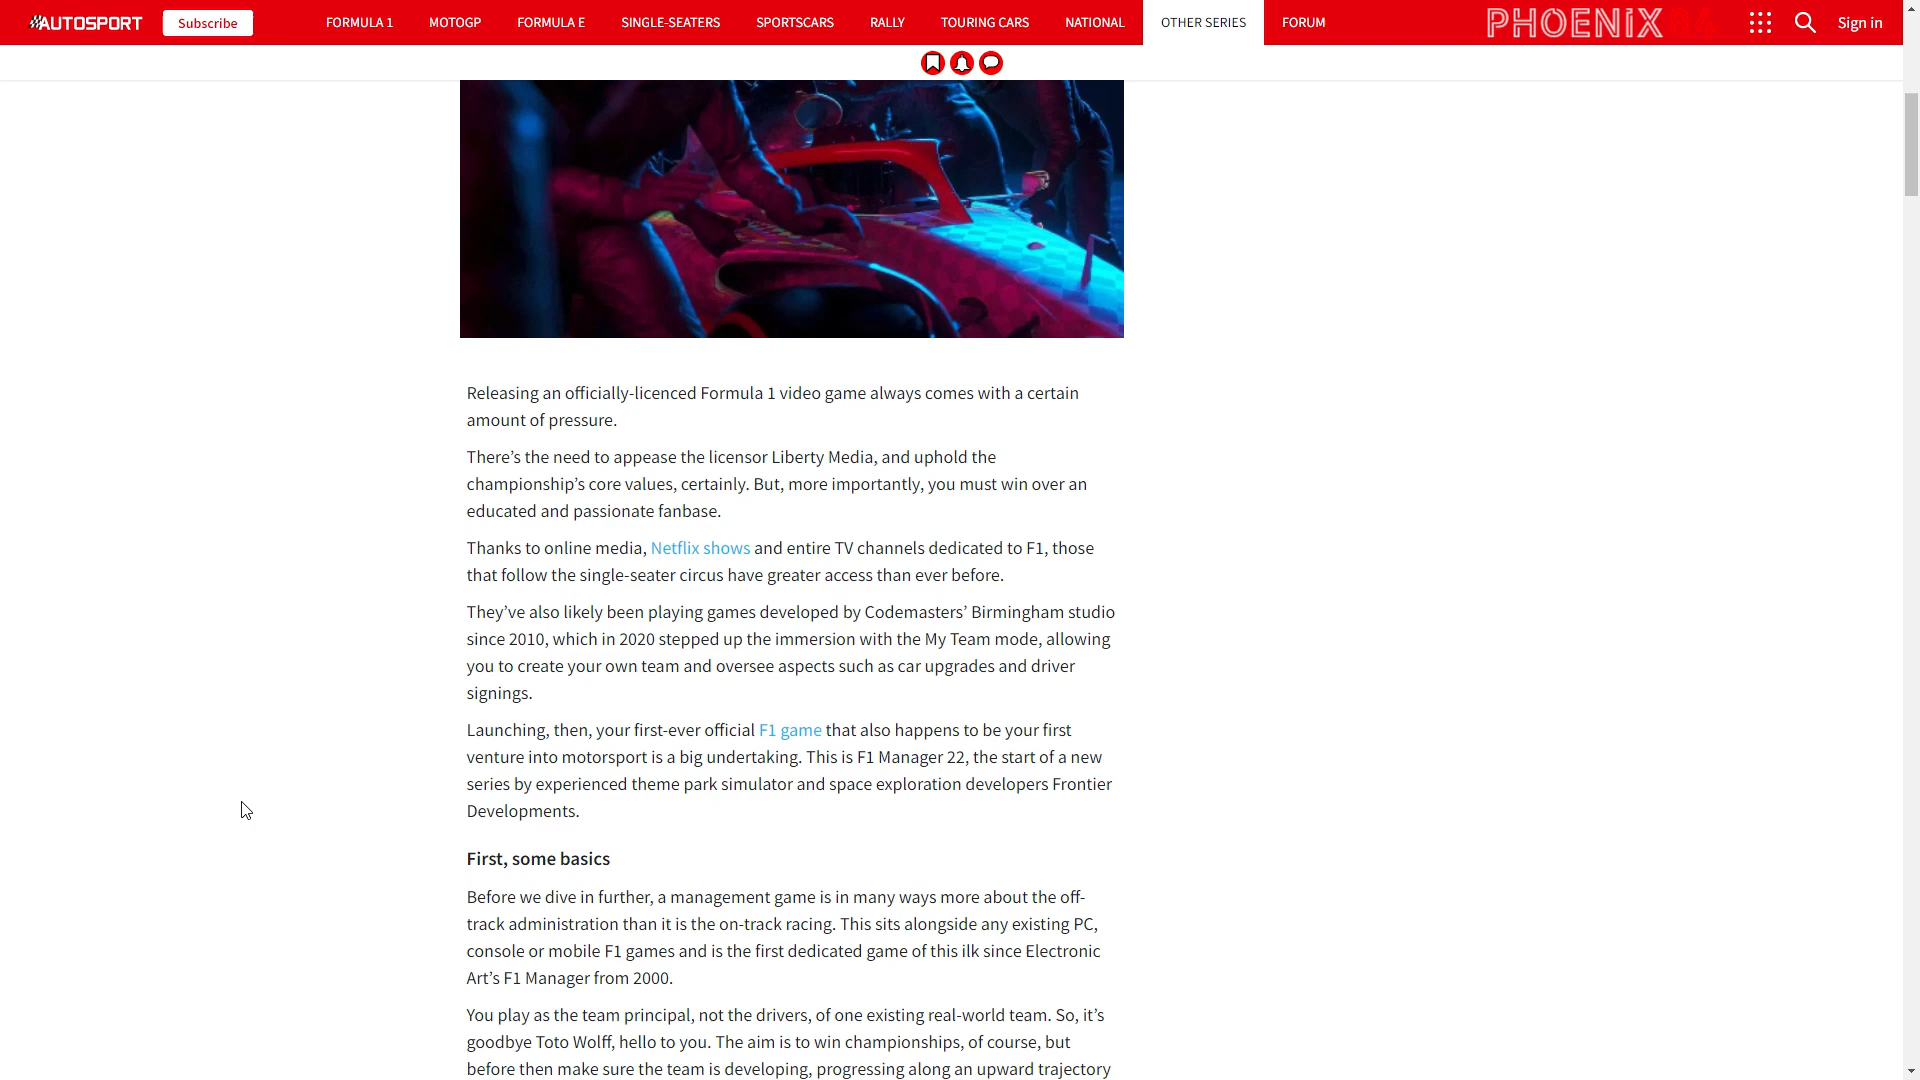 AUTOSPORT
Subscribe
FORMULA 1
MOTOGP
FORMULA E
SINGLE-SEATERS
SPORTSCARS
RALLY
TOURING CARS
NATIONAL
OTHER SERIES
FORUM
PHOENiX
Sign in
Releasing an officially-licenced Formula 1 video game always comes with a certain
amount of pressure.
There’s the need to appease the licensor Liberty Media, and uphold the
championship’s core values, certainly. But, more importantly, you must win over an
educated and passionate fanbase.
Thanks to online media, Netflix shows and entire TV channels dedicated to F1, those
that follow the single-seater circus have greater access than ever before.
They’ve also likely been playing games developed by Codemasters’ Birmingham studio
since 2010, which in 2020 stepped up the immersion with the My Team mode, allowing
you to create your own team and oversee aspects such as car upgrades and driver
signings.
Launching, then, your first-ever official F1 game that also happens to be your first
venture into motorsport is a big undertaking. This is F1 Manager 22, the start of a new
series by experienced theme park simulator and space exploration developers Frontier
Developments.
First, some basics
Before we dive in further, a management game is in many ways more about the off-
track administration than it is the on-track racing. This sits alongside any existing PC,
console or mobile F1 games and is the first dedicated game of this ilk since Electronic
Art’s F1 Manager from 2000.
You play as the team principal, not the drivers, of one existing real-world team. So, it’s
goodbye Toto Wolff, hello to you. The aim is to win championships, of course, but
before then make sure the team is developing, progressing along an upward trajectory